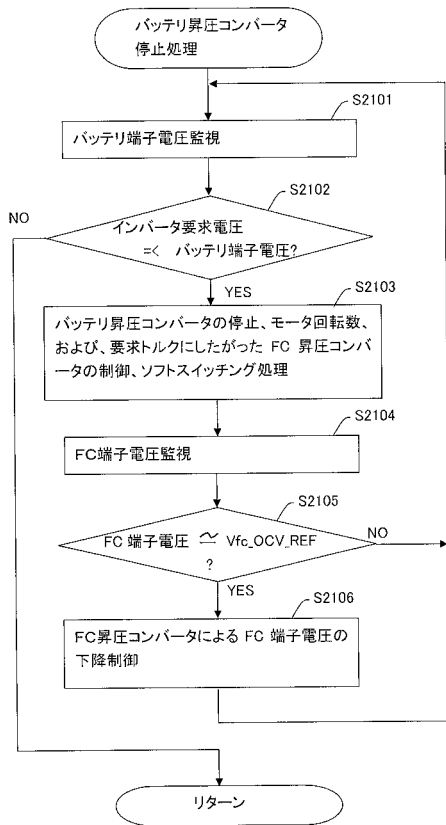 バッテリ昇圧コンバータ
停止処理
S2101
バッテリ端子電圧監視
S2102
NO
インバータ要求電圧
=< バッテリ端子電圧?
YES
S2103
バッテリ昇圧コンバータの停止、モータ回転数、
および、要求トルクにしたがった FC 昇圧コンバ
ータの制御、ソフトスイッチング処理
S2104
FC端子電圧監視
S2105
FC 端子電圧 ≃ Vfc_OCV_REF
?
NO
YES
S2106
FC昇圧コンバータによる FC 端子電圧の
下降制御
リターン